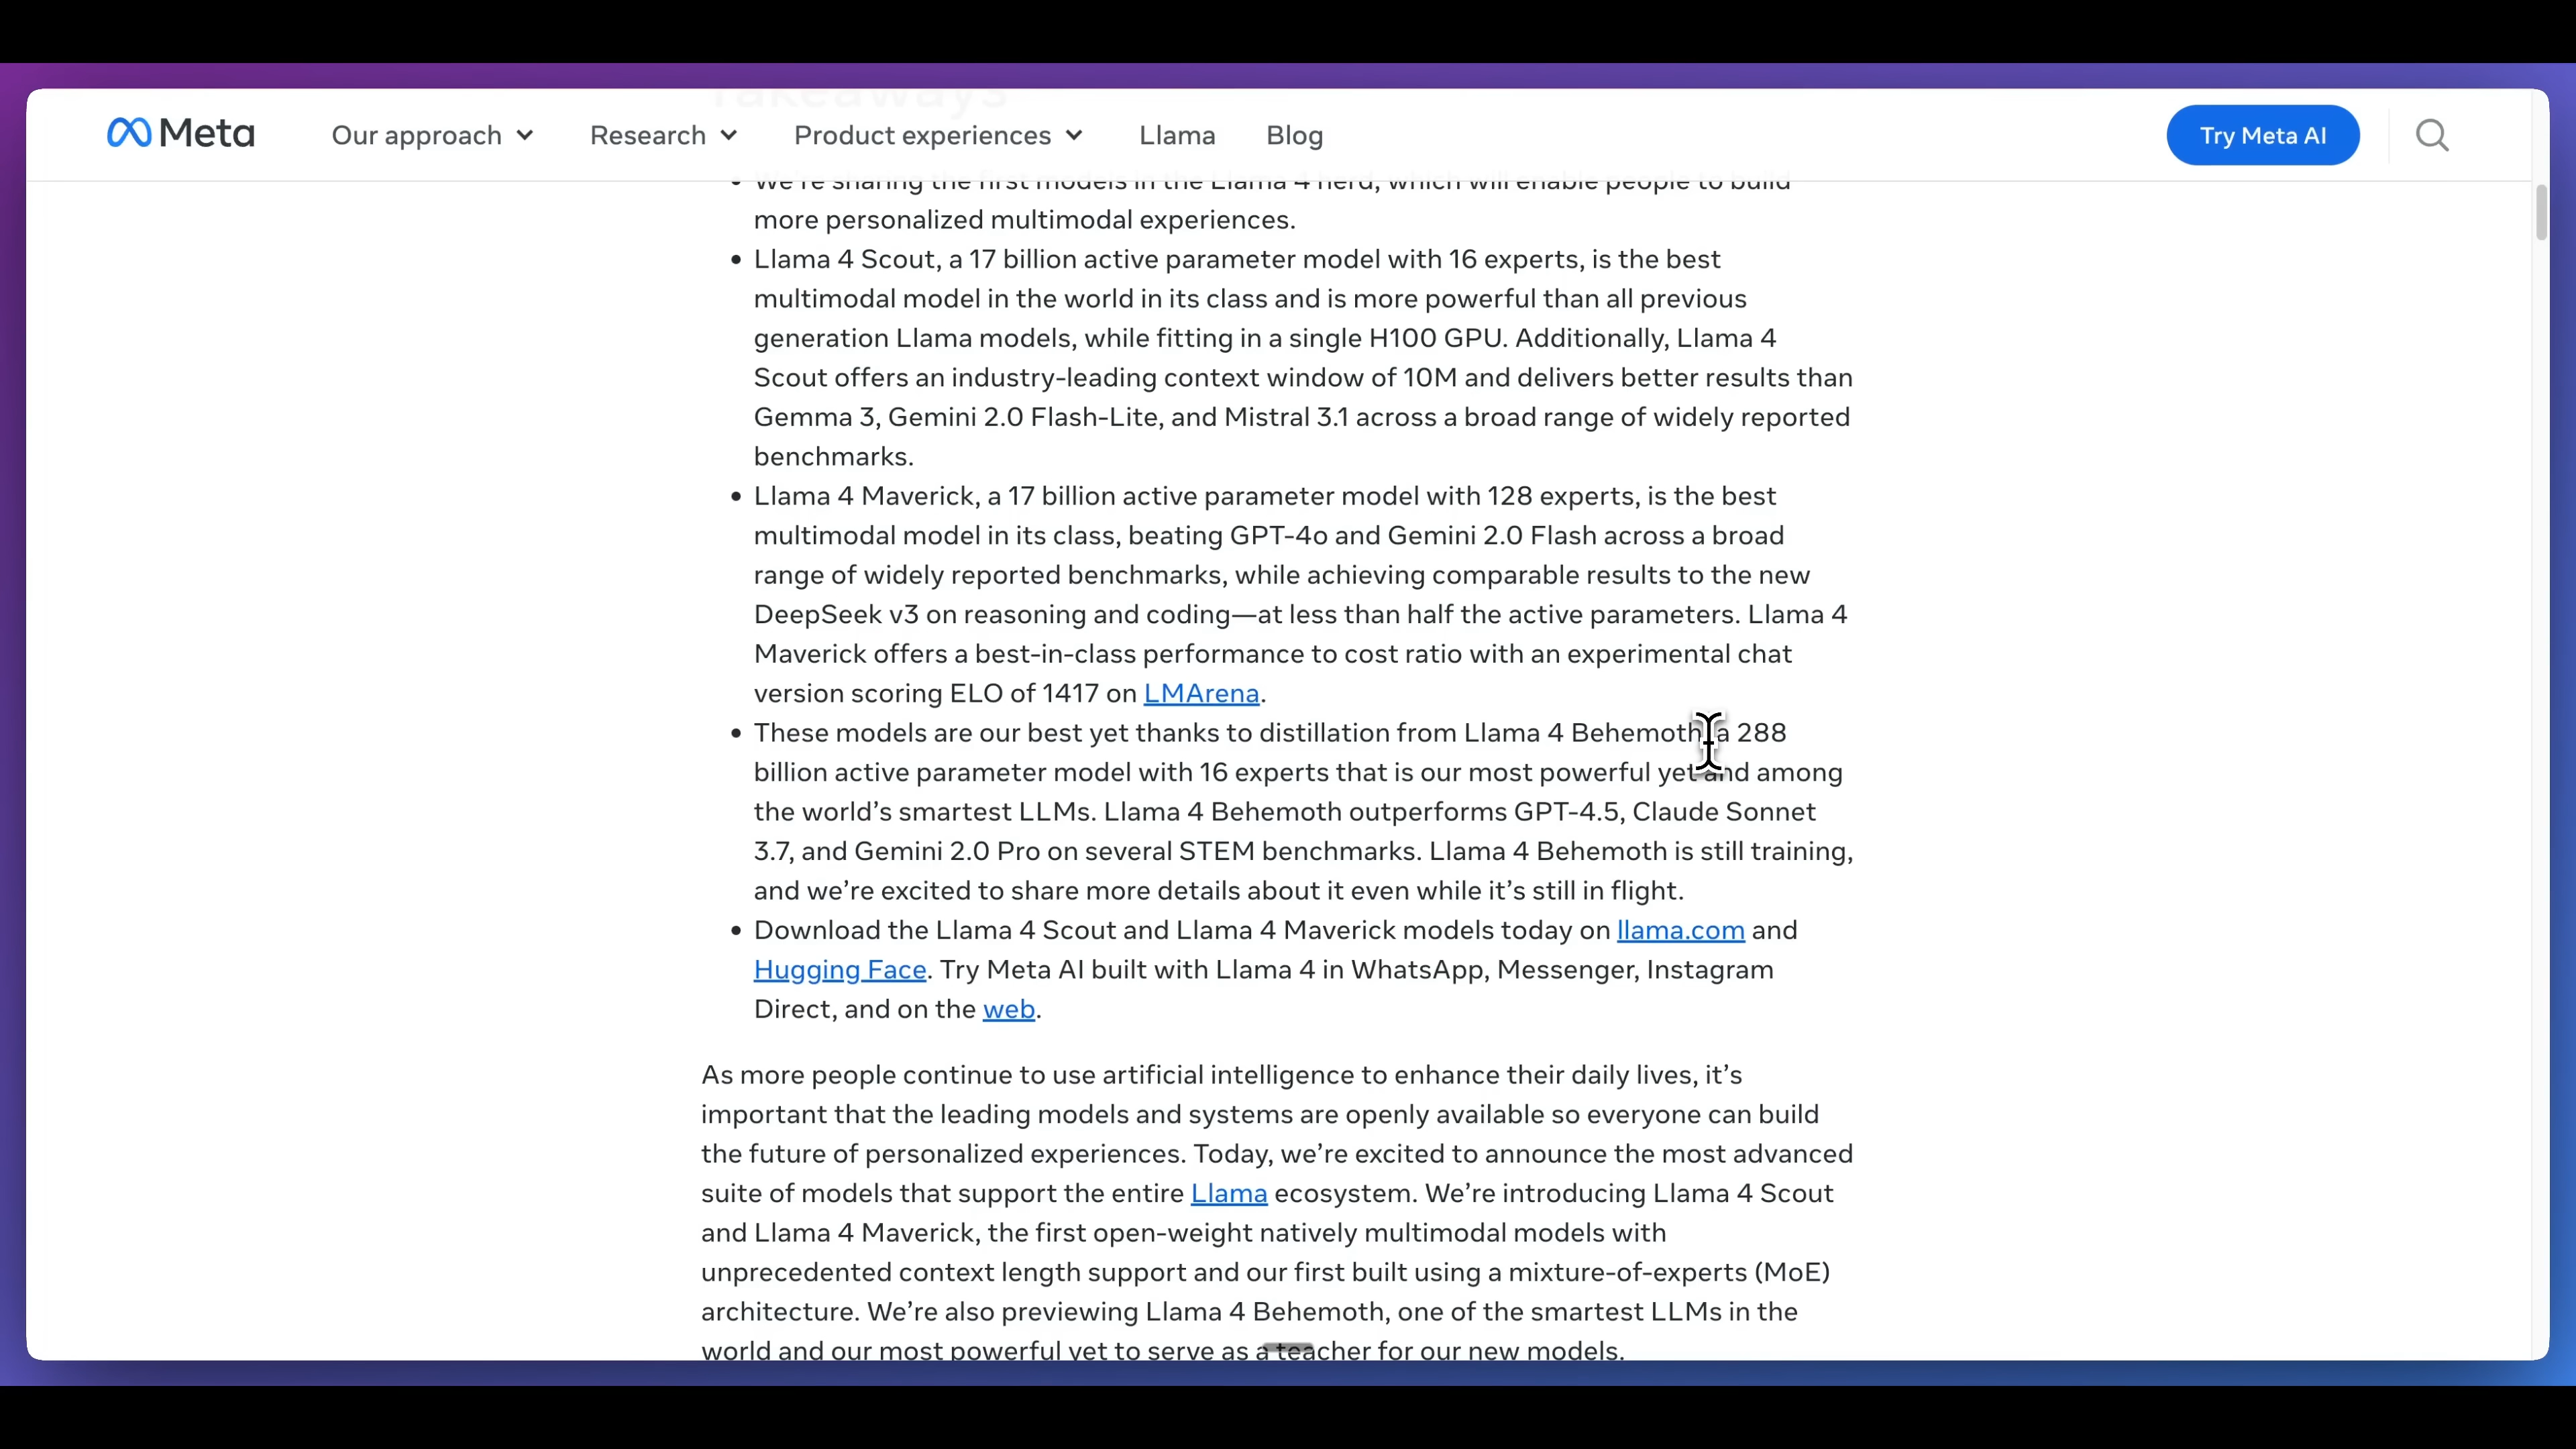 Takeaways
Meta
Our approach
Research
Product experiences
Llama
Blog
Try Meta AI
• We're sharing the first models in the Llama 4 herd, which will enable people to build
more personalized multimodal experiences.
• Llama 4 Scout, a 17 billion active parameter model with 16 experts, is the best
multimodal model in the world in its class and is more powerful than all previous
generation Llama models, while fitting in a single H100 GPU. Additionally, Llama 4
Scout offers an industry-leading context window of 10M and delivers better results than
Gemma 3, Gemini 2.0 Flash-Lite, and Mistral 3.1 across a broad range of widely reported
benchmarks.
• Llama 4 Maverick, a 17 billion active parameter model with 128 experts, is the best
multimodal model in its class, beating GPT-4o and Gemini 2.0 Flash across a broad
range of widely reported benchmarks, while achieving comparable results to the new
DeepSeek v3 on reasoning and coding—at less than half the active parameters. Llama 4
Maverick offers a best-in-class performance to cost ratio with an experimental chat
version scoring ELO of 1417 on LMArena.
• These models are our best yet thanks to distillation from Llama 4 Behemoth, a 288
billion active parameter model with 16 experts that is our most powerful yet and among
the world’s smartest LLMs. Llama 4 Behemoth outperforms GPT-4.5, Claude Sonnet
3.7, and Gemini 2.0 Pro on several STEM benchmarks. Llama 4 Behemoth is still training,
and we’re excited to share more details about it even while it’s still in flight.
• Download the Llama 4 Scout and Llama 4 Maverick models today on llama.com and
Hugging Face. Try Meta AI built with Llama 4 in WhatsApp, Messenger, Instagram
Direct, and on the web.
As more people continue to use artificial intelligence to enhance their daily lives, it’s
important that the leading models and systems are openly available so everyone can build
the future of personalized experiences. Today, we’re excited to announce the most advanced
suite of models that support the entire Llama ecosystem. We’re introducing Llama 4 Scout
and Llama 4 Maverick, the first open-weight natively multimodal models with
unprecedented context length support and our first built using a mixture-of-experts (MoE)
architecture. We’re also previewing Llama 4 Behemoth, one of the smartest LLMs in the
world and our most powerful yet to serve as a teacher for our new models.